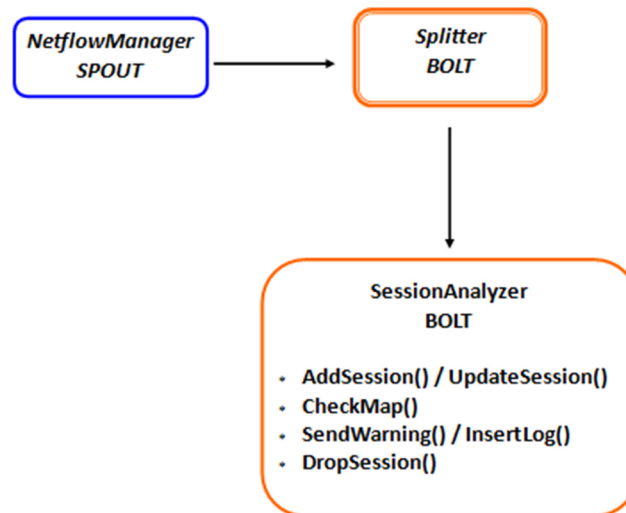 NetflowManager
SPOUT
Splitter
BOLT
SessionAnalyzer
BOLT
• AddSession() / UpdateSession()
• CheckMap()
• SendWarning() / InsertLog()
• DropSession()